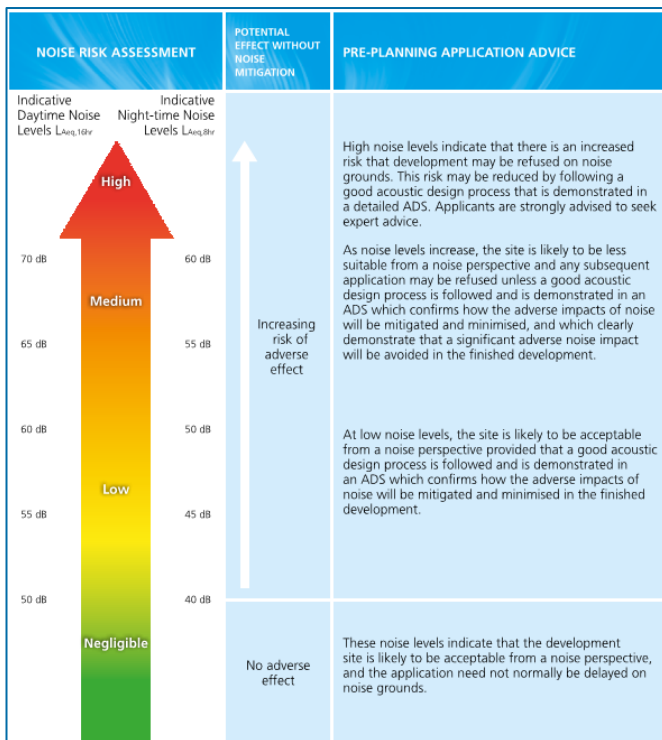 NOISE RISK ASSESSMENT
POTENTIAL
EFFECT WITHOUT
NOISE
MITIGATION
PRE-PLANNING APPLICATION ADVICE
Indicative
Daytime Noise
Levels LAeq,16hr
Indicative
Night-time Noise
Levels LAeq,8hr
High
70 dB
60 dB
Medium
65 dB
55 dB
60 dB
50 dB
Low
55 dB
45 dB
50 dB
40 dB
Negligible
Increasing
risk of
adverse
effect
No adverse
effect
High noise levels indicate that there is an increased
risk that development may be refused on noise
grounds. This risk may be reduced by following a
good acoustic design process that is demonstrated in
a detailed ADS. Applicants are strongly advised to seek
expert advice.
As noise levels increase, the site is likely to be less
suitable from a noise perspective and any subsequent
application may be refused unless a good acoustic
design process is followed and is demonstrated in an
ADS which confirms how the adverse impacts of noise
will be mitigated and minimised, and which clearly
demonstrate that a significant adverse noise impact
will be avoided in the finished development.
At low noise levels, the site is likely to be acceptable
from a noise perspective provided that a good acoustic
design process is followed and is demonstrated in
an ADS which confirms how the adverse impacts of
noise will be mitigated and minimised in the finished
development.
These noise levels indicate that the development
site is likely to be acceptable from a noise perspective,
and the application need not normally be delayed on
noise grounds.